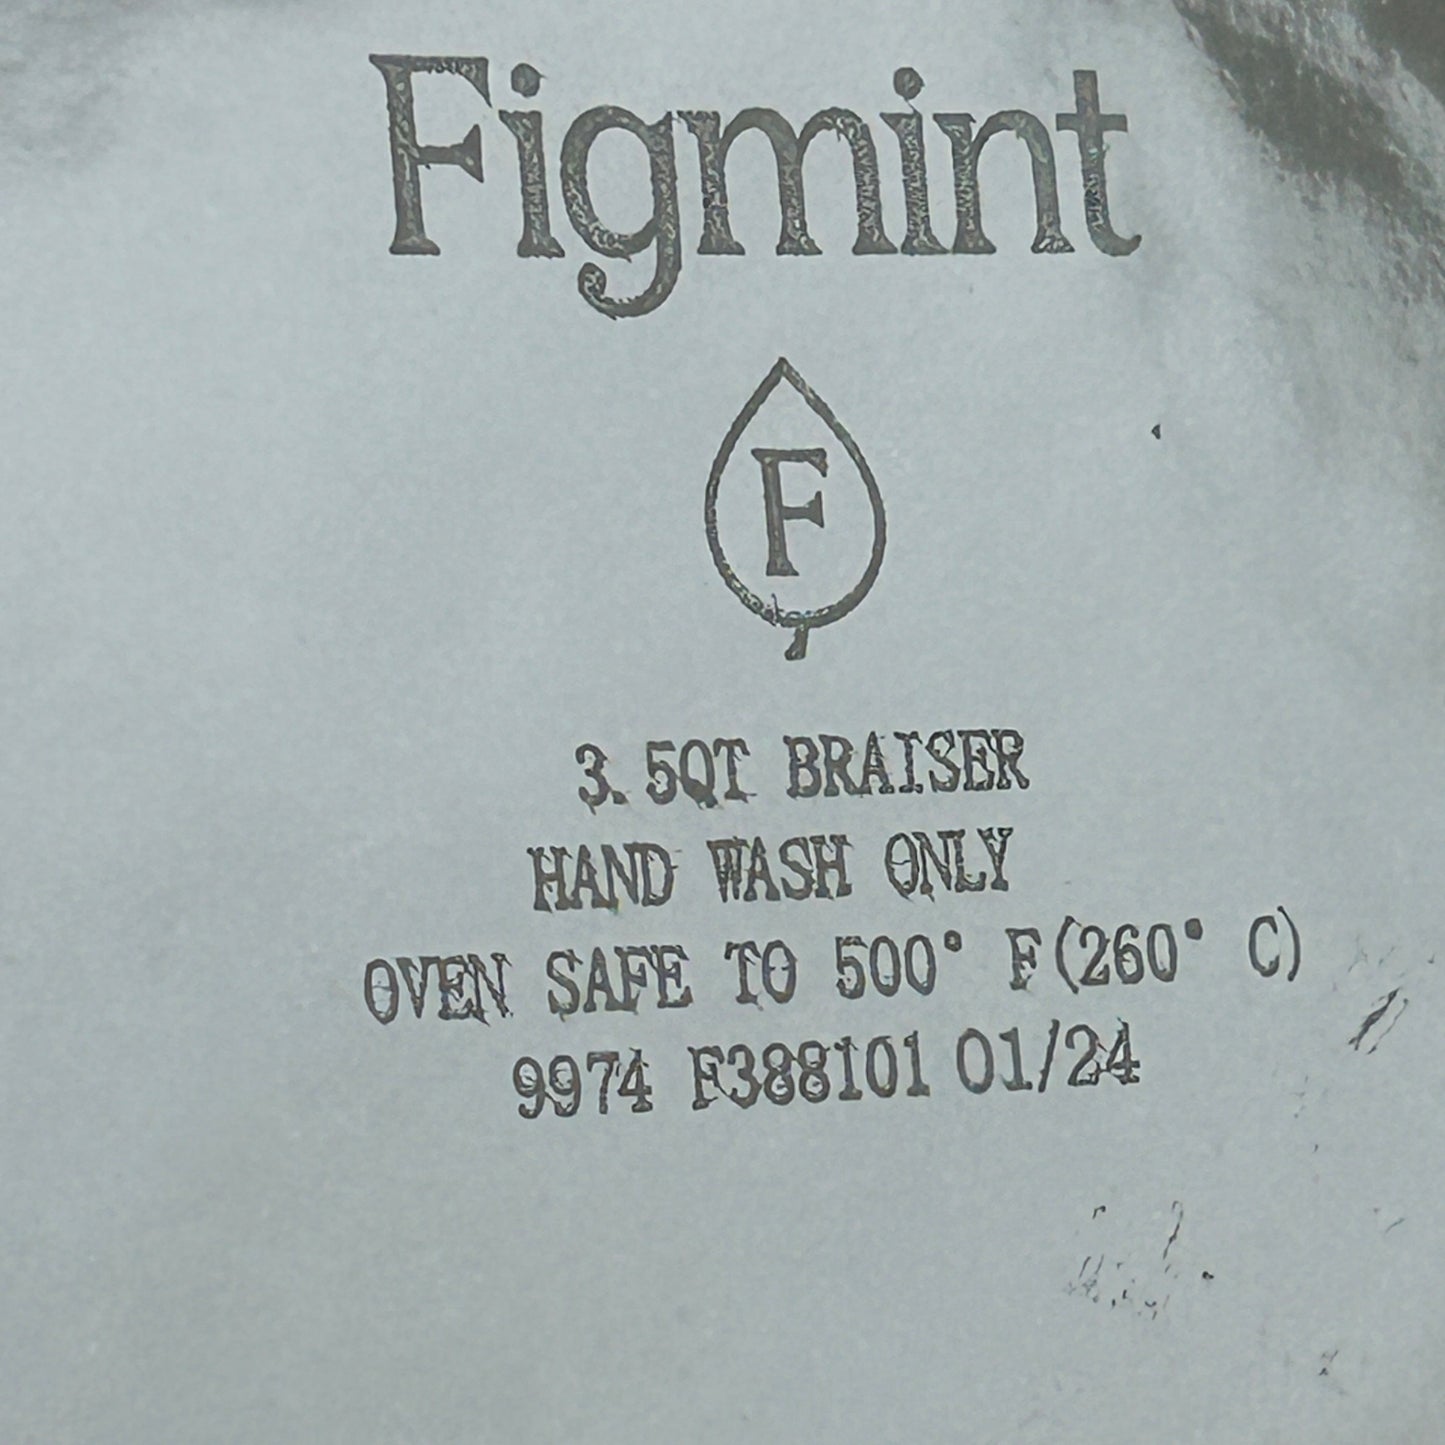 Figmint
F
3.5QT BRAISER
HAND WASH ONLY
OVEN SAFE TO 500° F(260° C)
9974 F388101 01/24